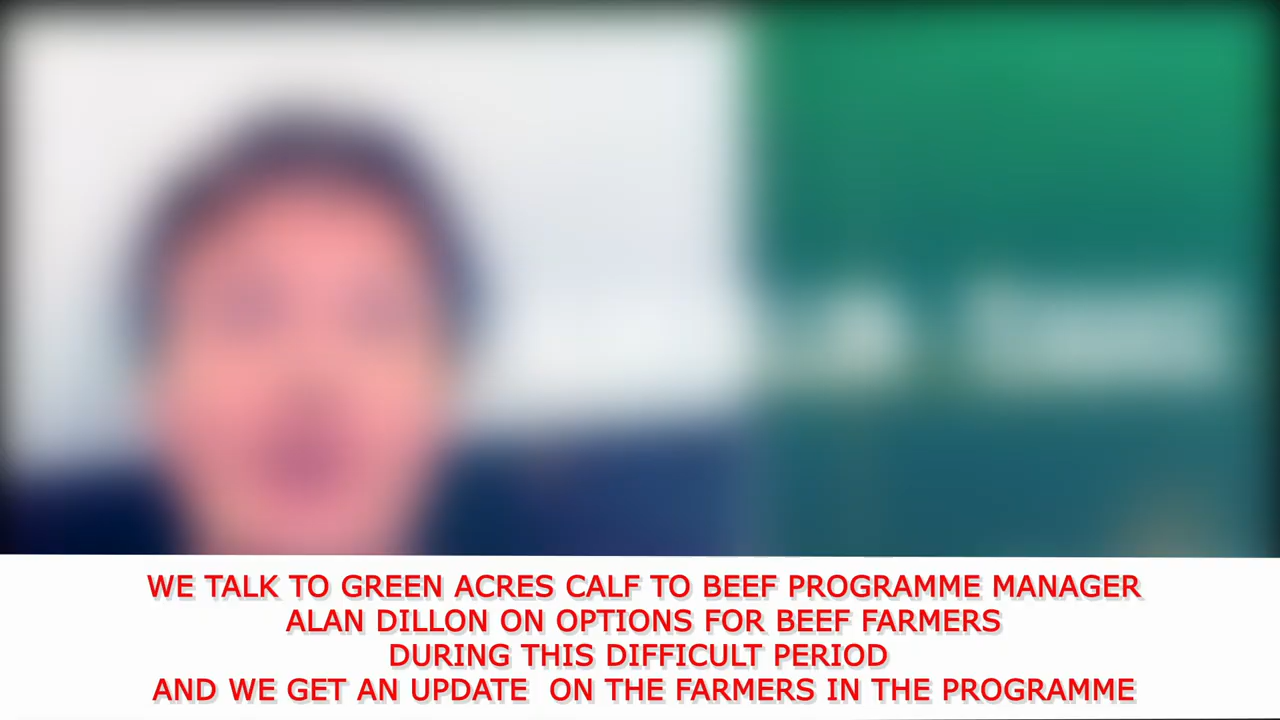 WE TALK TO GREEN ACRES CALF TO BEEF PROGRAMME MANAGER
ALAN DILLON ON OPTIONS FOR BEEF FARMERS
DURING THIS DIFFICULT PERIOD
AND WE GET AN UPDATE  ON THE FARMERS IN THE PROGRAMME